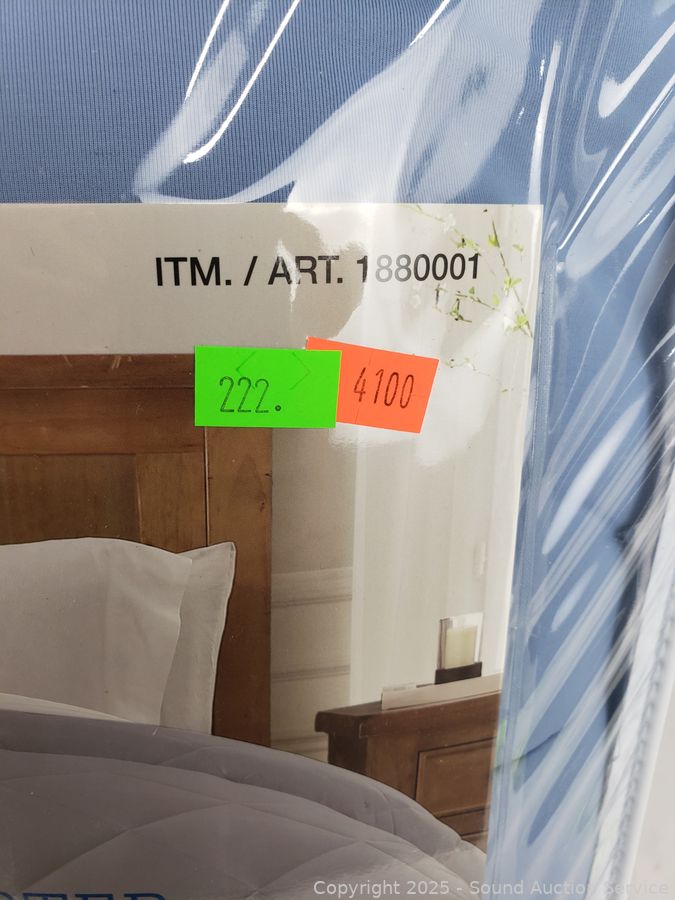 ITM. / ART. 1880001
222.
4100
Copyright 2025 - Sound Auction Service